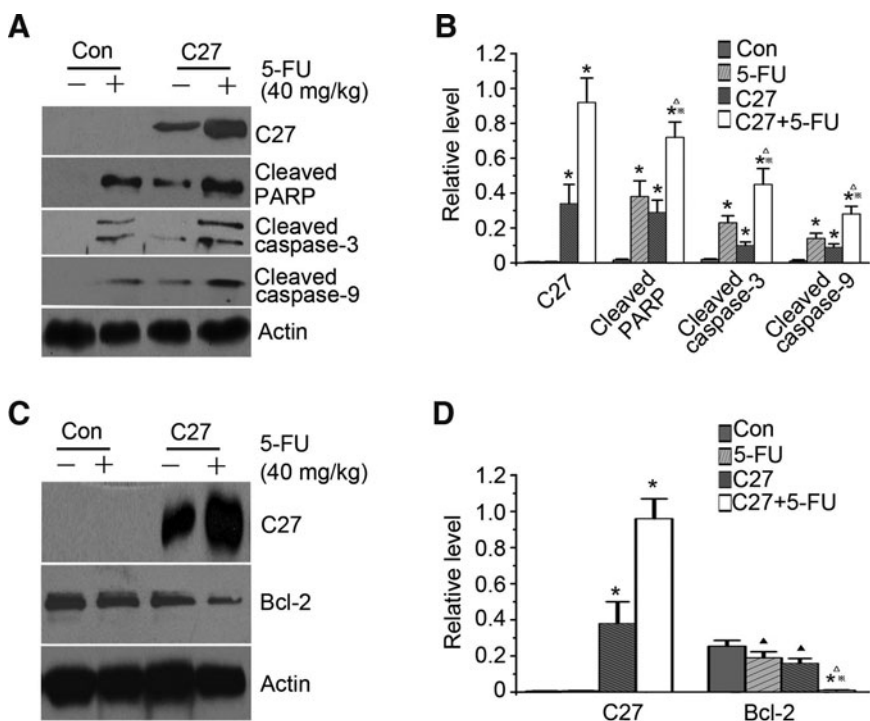 A
Con
C27
5-FU
(40 mg/kg)
− + − +
C27
Cleaved
PARP
Cleaved
caspase-3
Cleaved
caspase-9
Actin
B
Con
5-FU
C27
C27+5-FU
Relative level
1.2
1.0
0.8
0.6
0.4
0.2
0
* * * * *△※ * * *△※ * * *△※
C27
Cleaved
PARP
Cleaved
caspase-3
Cleaved
caspase-9
C
Con
C27
5-FU
(40 mg/kg)
− + − +
C27
Bcl-2
Actin
D
Con
5-FU
C27
C27+5-FU
Relative level
1.2
1.0
0.8
0.6
0.4
0.2
0.0
* * ▲ ▲ *△※
C27
Bcl-2